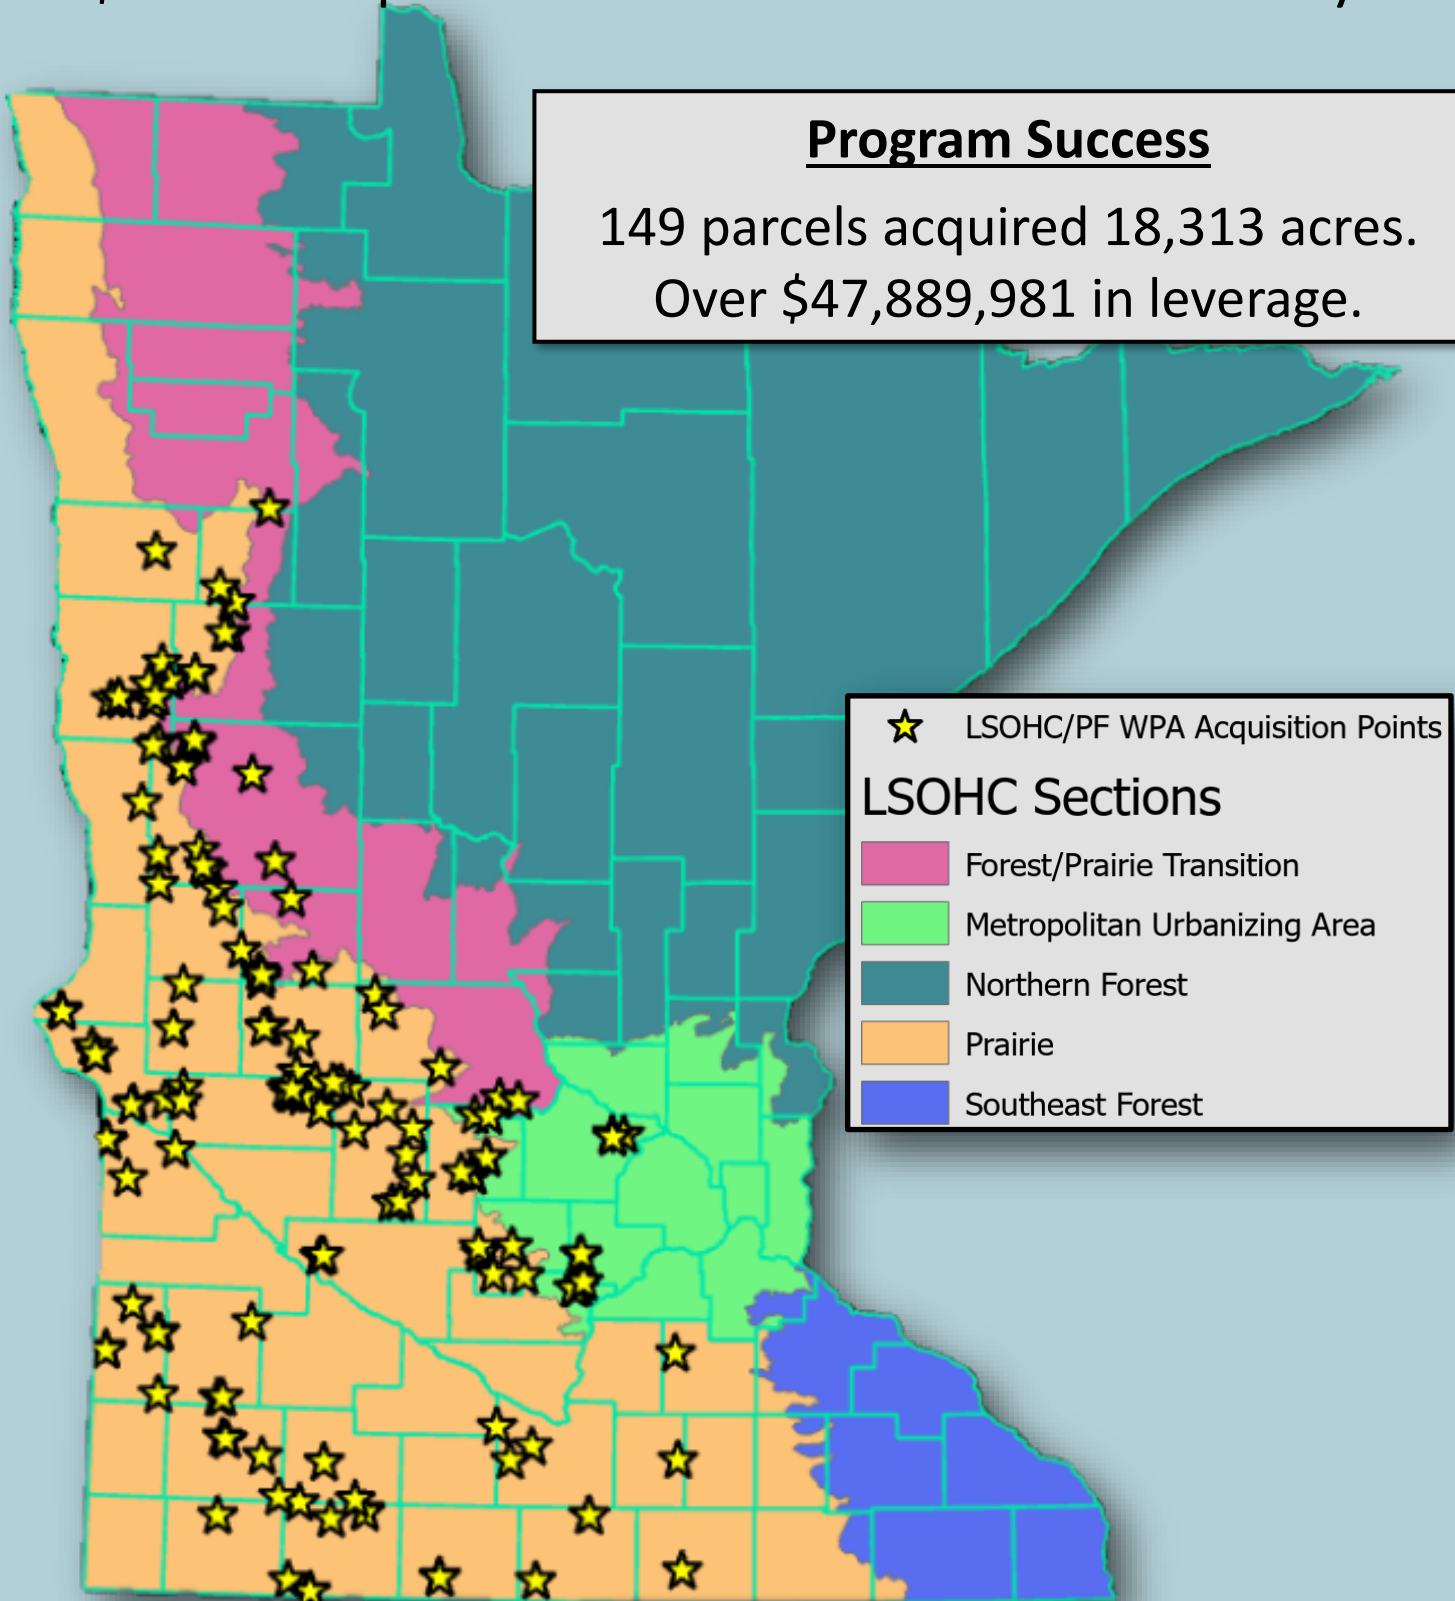 Program Success
149 parcels acquired 18,313 acres.
Over $47,889,981 in leverage.
LSOHC/PF WPA Acquisition Points
LSOHC Sections
Forest/Prairie Transition
Metropolitan Urbanizing Area
Northern Forest
Prairie
Southeast Forest